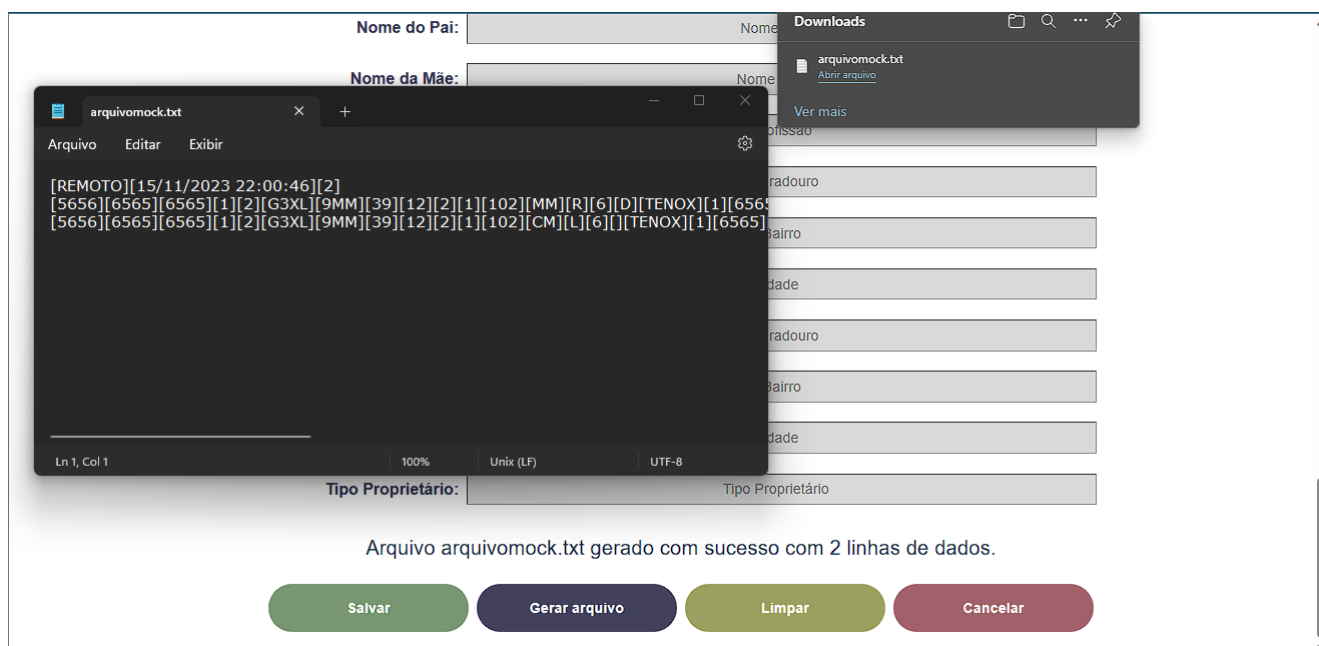 Nome do Pai:
Nome
Downloads
arquivomock.txt
Abrir arquivo
Ver mais
Nome da Mãe:
Nome
arquivomock.txt
Arquivo Editar Exibir
[REMOTO][15/11/2023 22:00:46][2]
[5656][6565][6565][1][2][G3XL][9MM][39][12][2][1][102][MM][R][6][D][TENOX][1][6565
[5656][6565][6565][1][2][G3XL][9MM][39][12][2][1][102][CM][L][6][][TENOX][1][6565]
Ln 1, Col 1 100% Unix (LF) UTF-8
ofissão
radouro
Bairro
dade
radouro
Bairro
dade
Tipo Proprietário:
Tipo Proprietário
Arquivo arquivomock.txt gerado com sucesso com 2 linhas de dados.
Salvar Gerar arquivo Limpar Cancelar